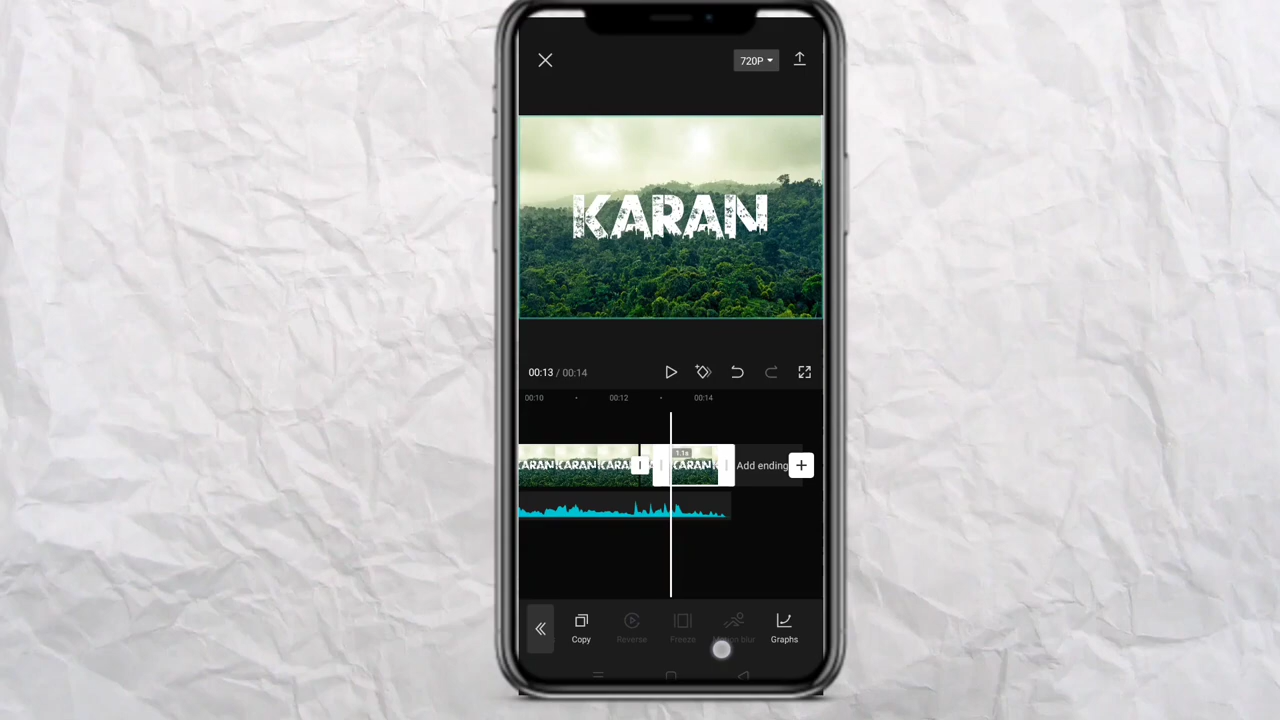 720P
KARAN
00:13 / 00:14
00:10
00:12
00:14
1.1s
KARAN KARAN KARAN
KARAN
Add ending
Copy
Reverse
Freeze
Motion blur
Graphs